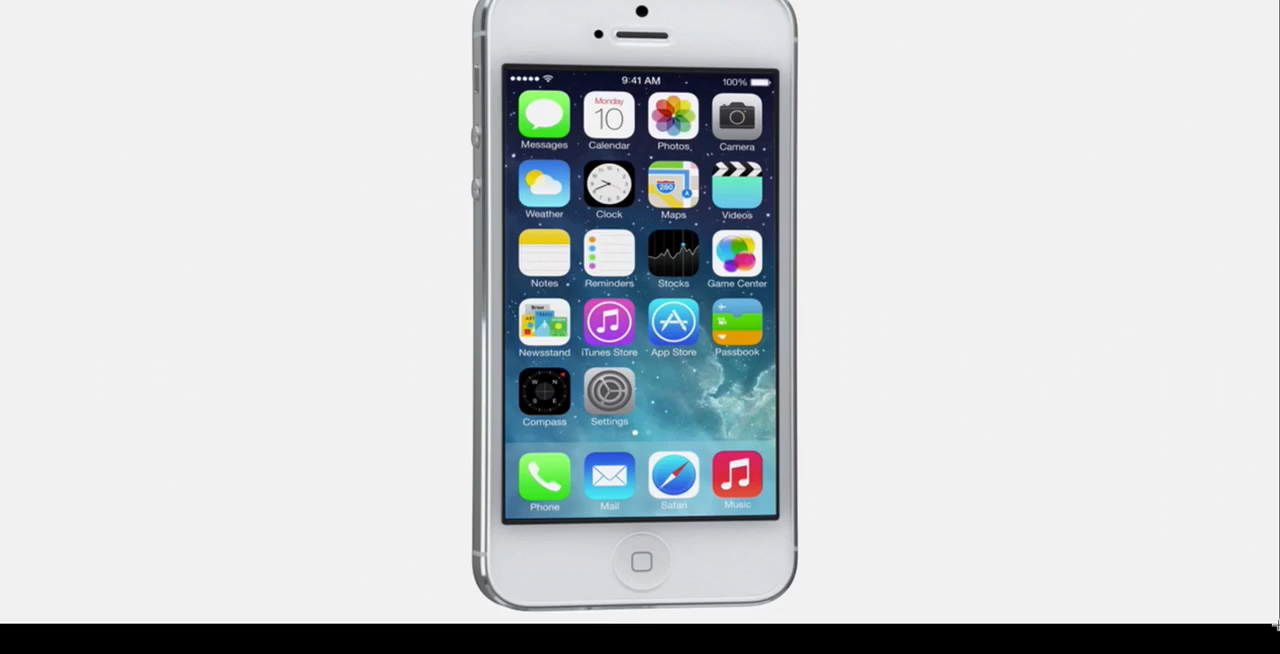 9:41 AM 100%
Monday
10
Messages Calendar Photos Camera
280
Weather Clock Maps Videos
Notes Reminders Stocks Game Center
Newsstand iTunes Store App Store Passbook
W N
S E
Compass Settings
Phone Mail Safari Music